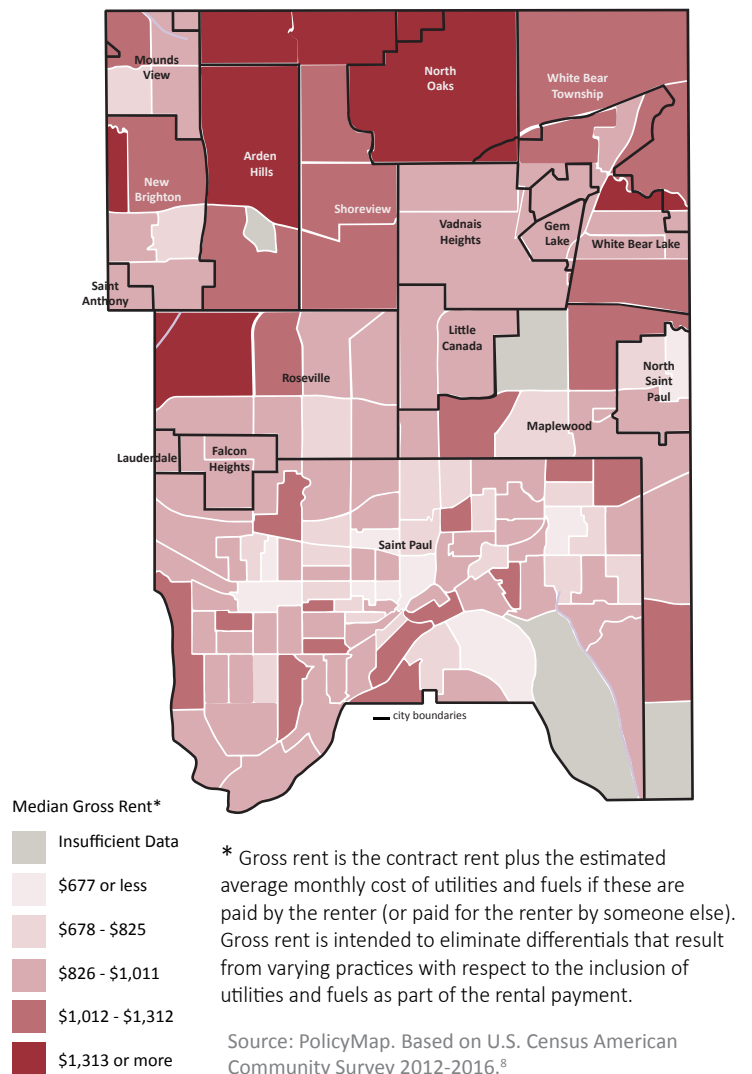 Mounds
View
North
Oaks
White Bear
Township
Arden
Hills
New
Brighton
Shoreview
Vadnais
Heights
Gem
Lake
White Bear Lake
Saint
Anthony
Little
Canada
Roseville
North
Saint
Paul
Maplewood
Lauderdale
Falcon
Heights
Saint Paul
city boundaries
Median Gross Rent*
Insufficient Data
$677 or less
$678 - $825
$826 - $1,011
$1,012 - $1,312
$1,313 or more
* Gross rent is the contract rent plus the estimated
average monthly cost of utilities and fuels if these are
paid by the renter (or paid for the renter by someone else).
Gross rent is intended to eliminate differentials that result
from varying practices with respect to the inclusion of
utilities and fuels as part of the rental payment.
Source: PolicyMap. Based on U.S. Census American
Community Survey 2012-2016.⁸